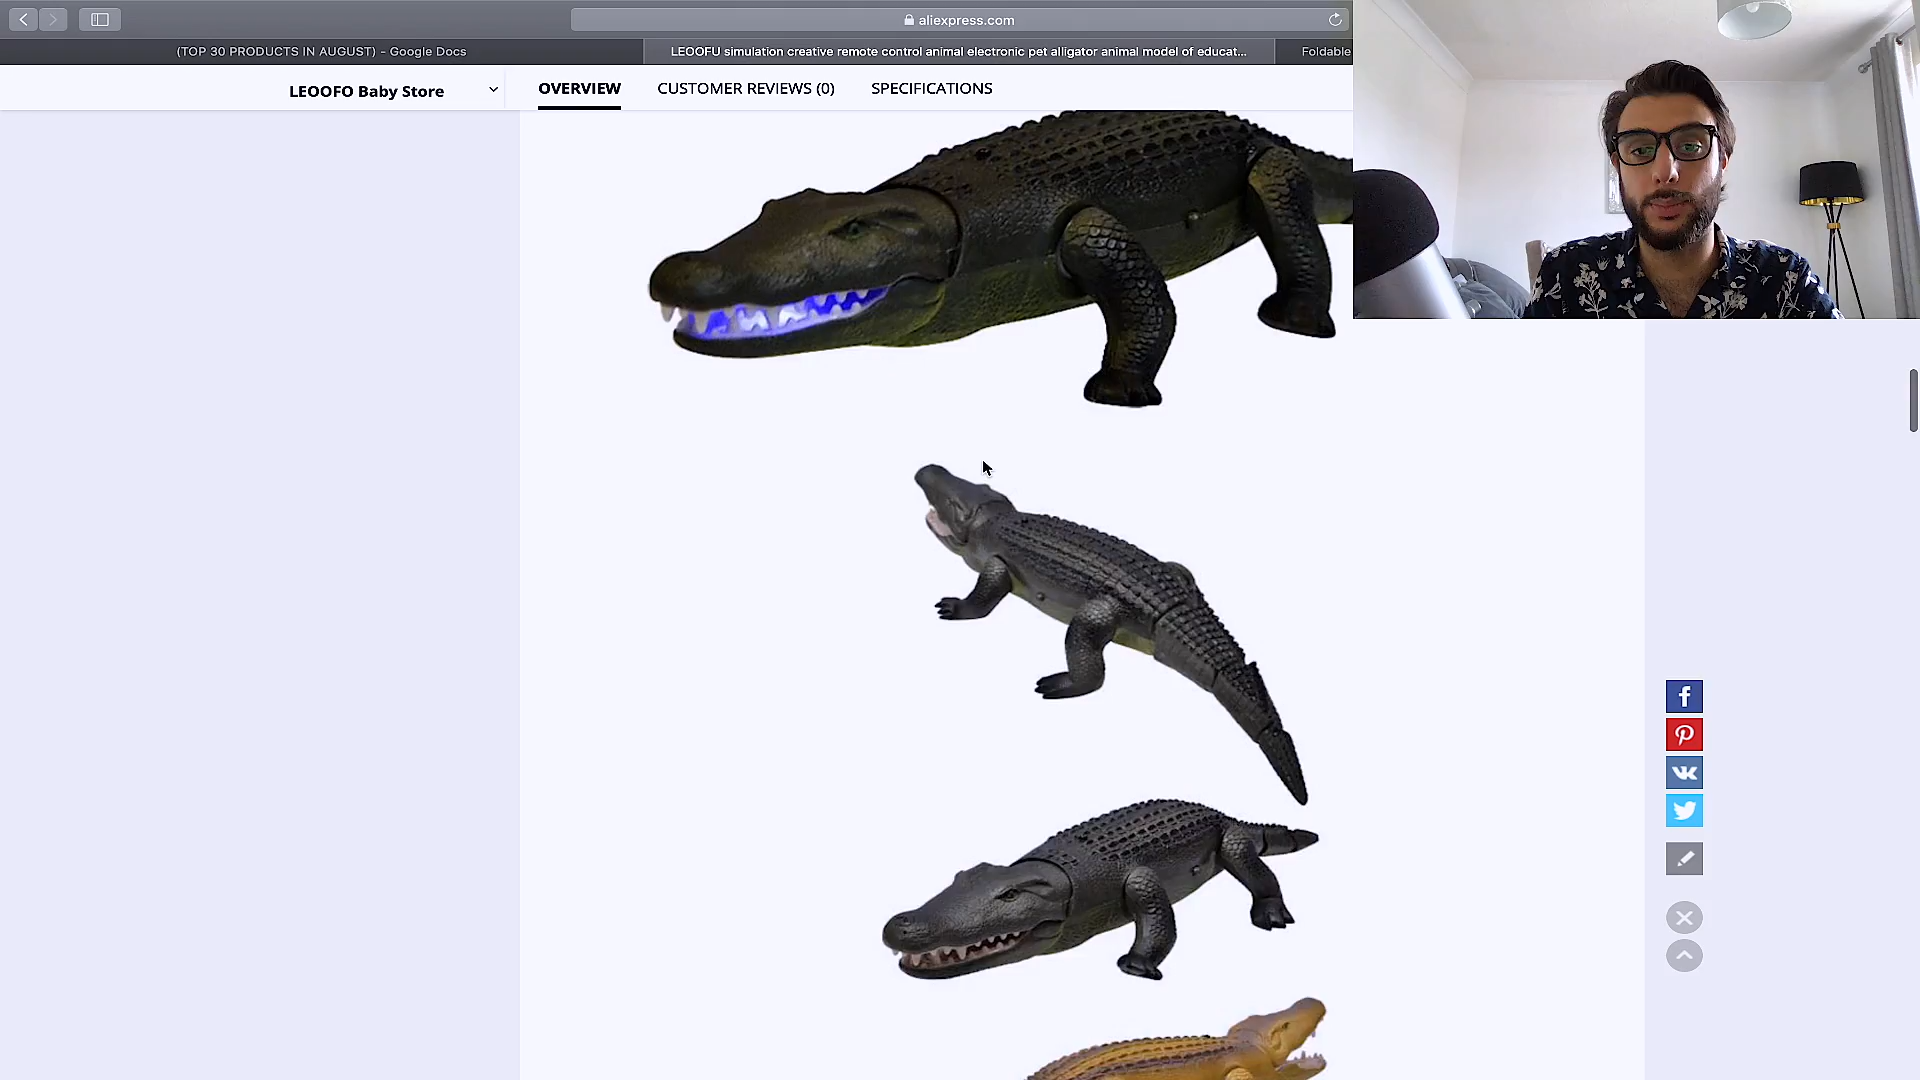 aliexpress.com
(TOP 30 PRODUCTS IN AUGUST) - Google Docs
LEOOFU simulation creative remote control animal electronic pet alligator animal model of educat...
Foldable
LEOOFO Baby Store
OVERVIEW
CUSTOMER REVIEWS (0)
SPECIFICATIONS